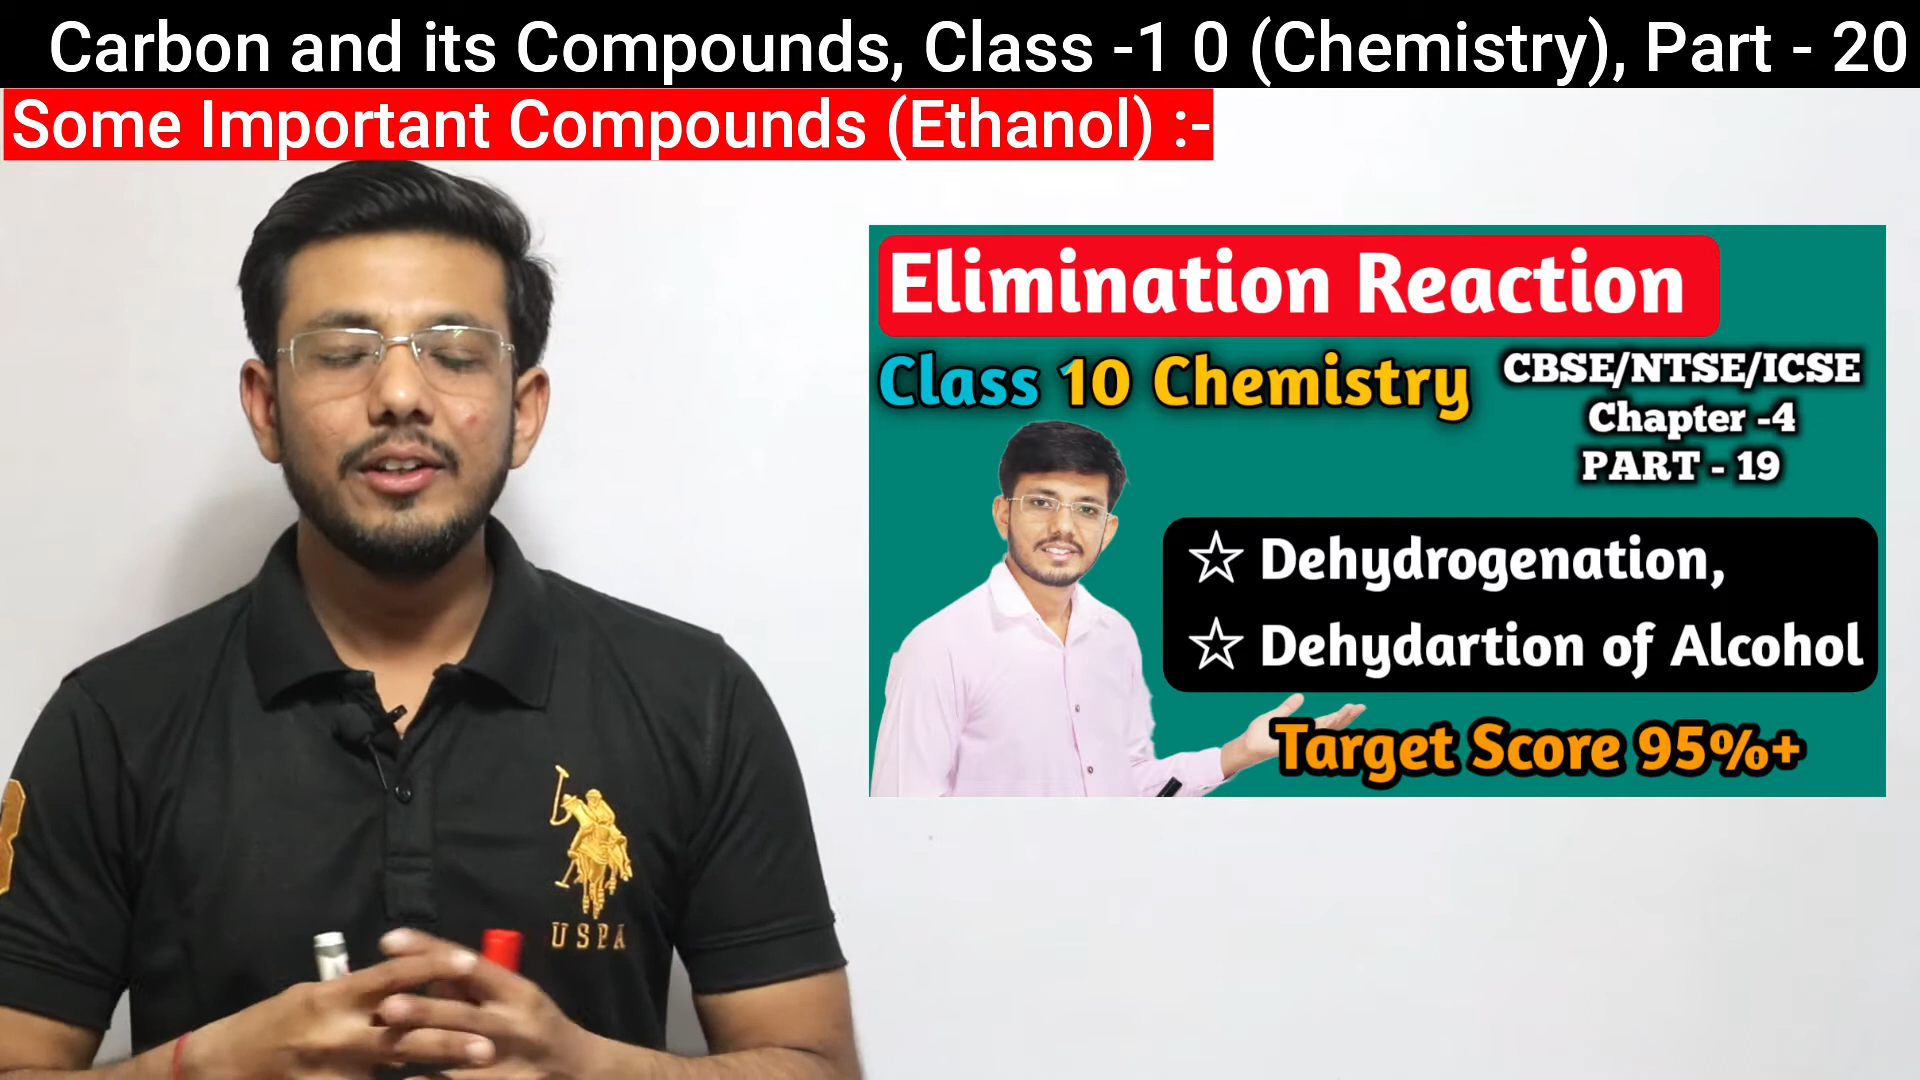 Carbon and its Compounds, Class -1 0 (Chemistry), Part - 20
Some Important Compounds (Ethanol) :-
Elimination Reaction
Class 10 Chemistry
CBSE/NTSE/ICSE
Chapter -4
PART - 19
☆ Dehydrogenation,
☆ Dehydartion of Alcohol
Target Score 95%+
USPA